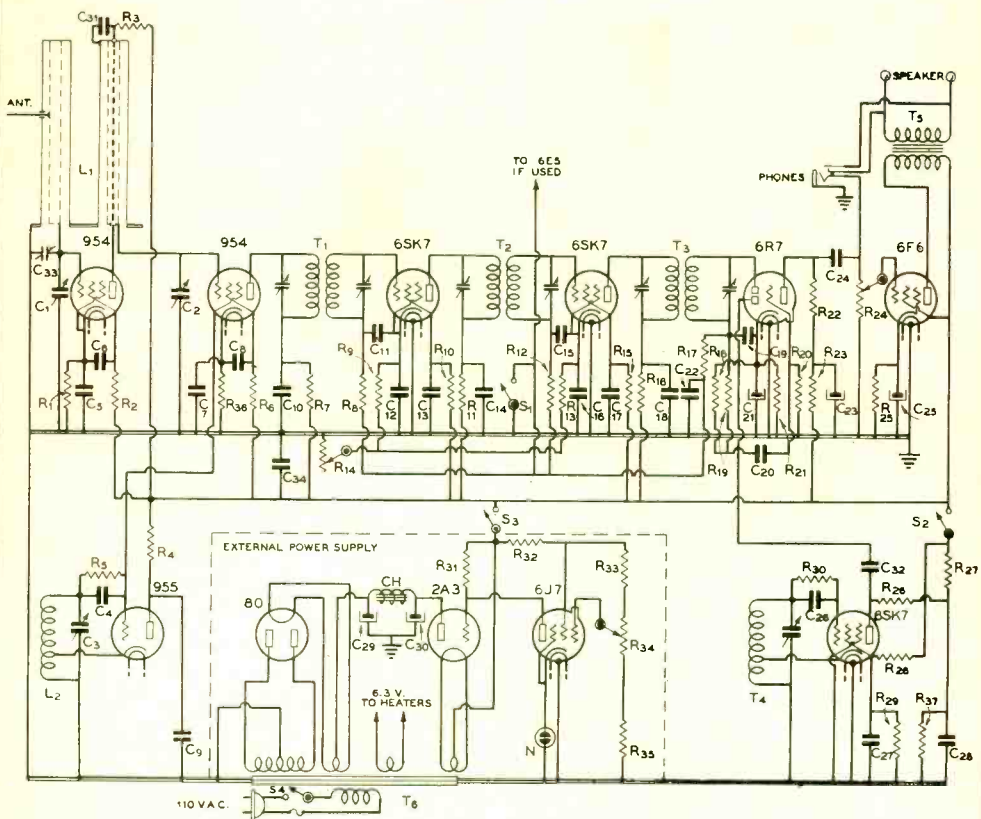 C31
R3
SPEAKER
T5
ANT.
L1
TO 6E5
IF USED
PHONES
954
954
T1
6SK7
T2
6SK7
T3
6R7
C24
6F6
C33
C1
C2
R22
R24
C6
C8
R9
C11
R10
R12
C15
R15
R17
R16
C19
R20
R23
C22
R1
C5
R2
C7
R36
R6
C10
R7
R8
C12
C13
R11
C14
S1
R13
C16
C17
R18
C18
C21
C23
R25
C25
C34
R14
R19
C20
R21
S3
S2
R4
EXTERNAL POWER SUPPLY
R32
R5
955
R31
R33
C32
R27
CH
2A3
6J7
R30
R26
C4
80
C26
6SK7
C3
C29
C30
R34
R28
L2
6.3 V.
TO HEATERS
T4
R29
R37
C9
N
R35
C27
C28
S4
T6
110 V A.C.